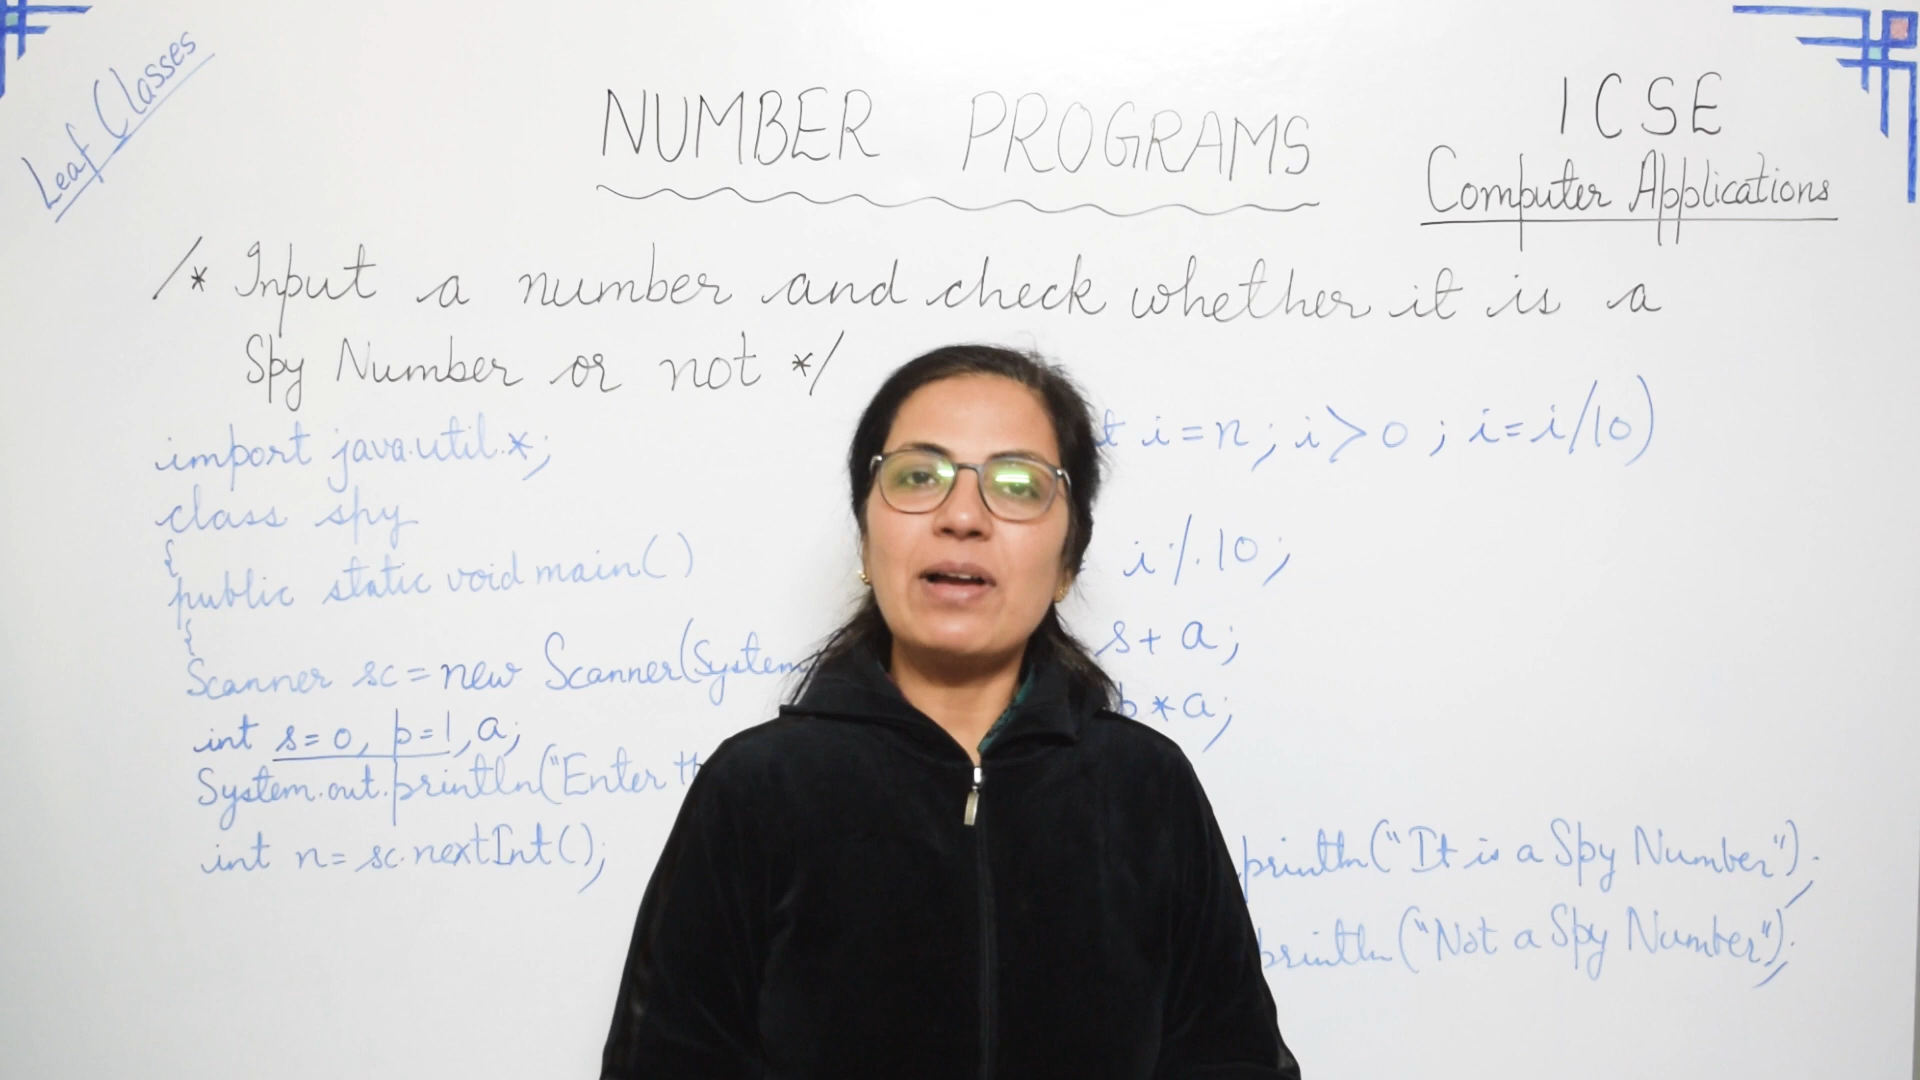 Leaf Classes
NUMBER PROGRAMS
ICSE
Computer Applications
/* Input a number and check whether it is a
Spy Number or not */
import java.util.*;
class spy
{
public static void main()
{
Scanner sc = new Scanner(System
int s=0, p=1, a;
System.out.println("Enter
int n= sc.nextInt();
i=n; i>0; i=i/10)
i%10;
s+a;
*a;
println("It is a Spy Number");
println("Not a Spy Number");